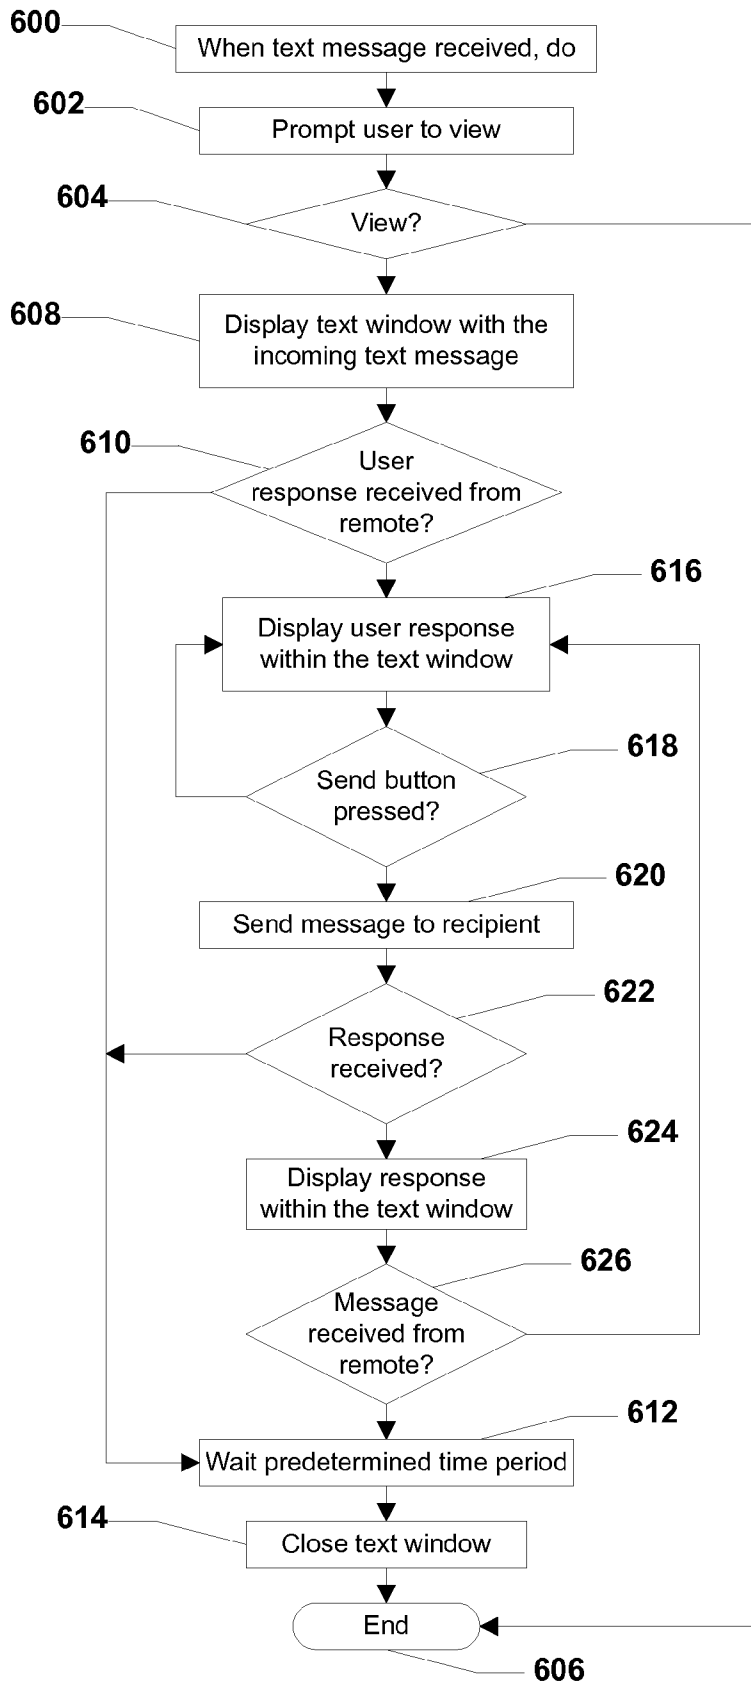 600
When text message received, do
602
Prompt user to view
604
View?
608
Display text window with the
incoming text message
610
User
response received from
remote?
616
Display user response
within the text window
618
Send button
pressed?
620
Send message to recipient
622
Response
received?
624
Display response
within the text window
626
Message
received from
remote?
612
Wait predetermined time period
614
Close text window
End
606